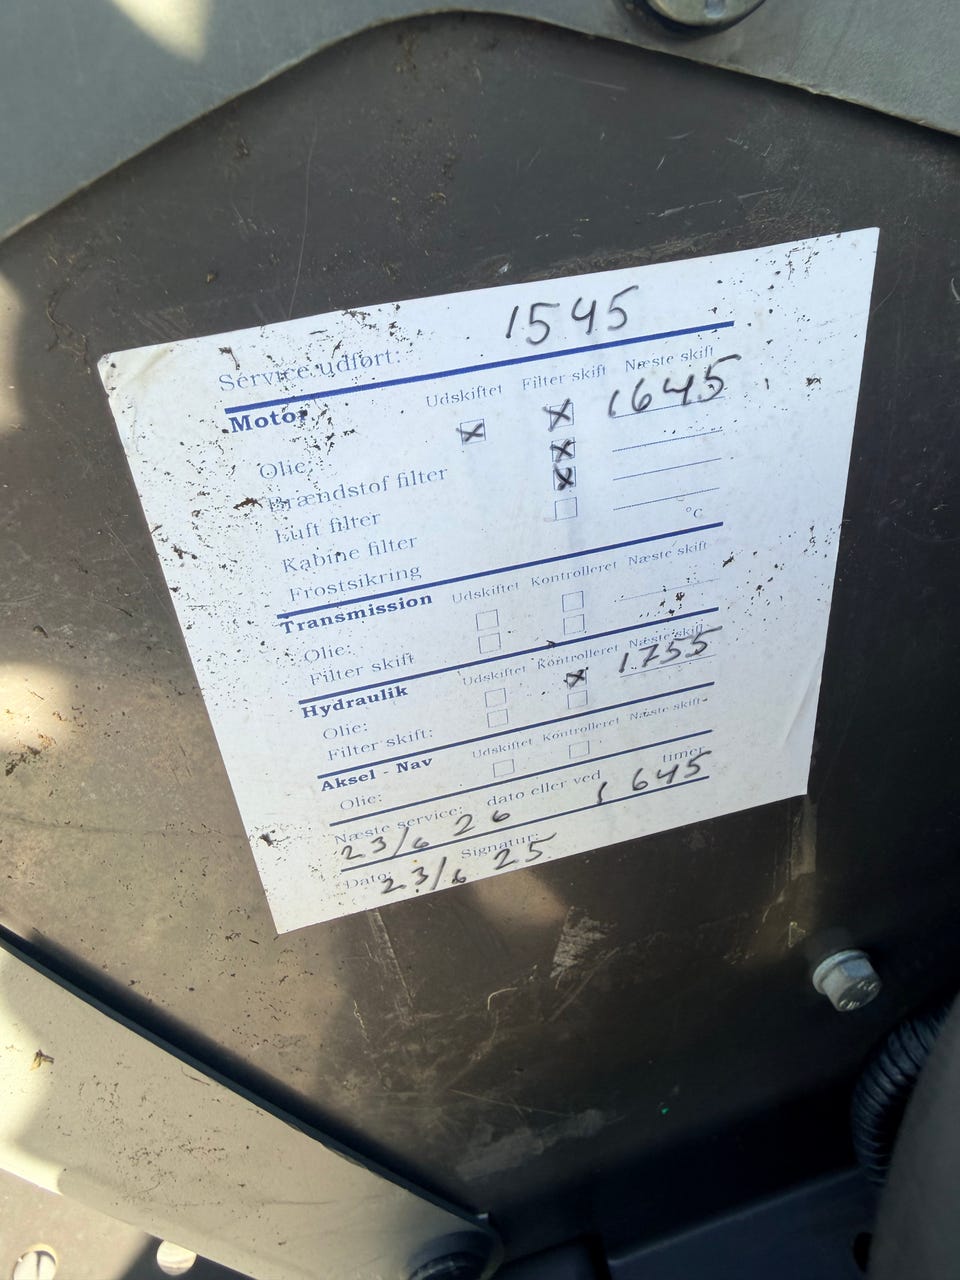 Service udført: 1545
Motor Udskiftet Filter skift Næste skift
Olie: 1645
Brændstof filter
Luft filter
Kabine filter
Frostsikring °C
Transmission Udskiftet Kontrolleret Næste skift
Olie:
Filter skift
Hydraulik Udskiftet Kontrolleret Næste skift
Olie: 1755
Filter skift:
Aksel - Nav Udskiftet Kontrolleret Næste skift
Olie:
Næste service: dato eller ved timer
23/6 26 1645
Dato: Signatur:
23/6 25